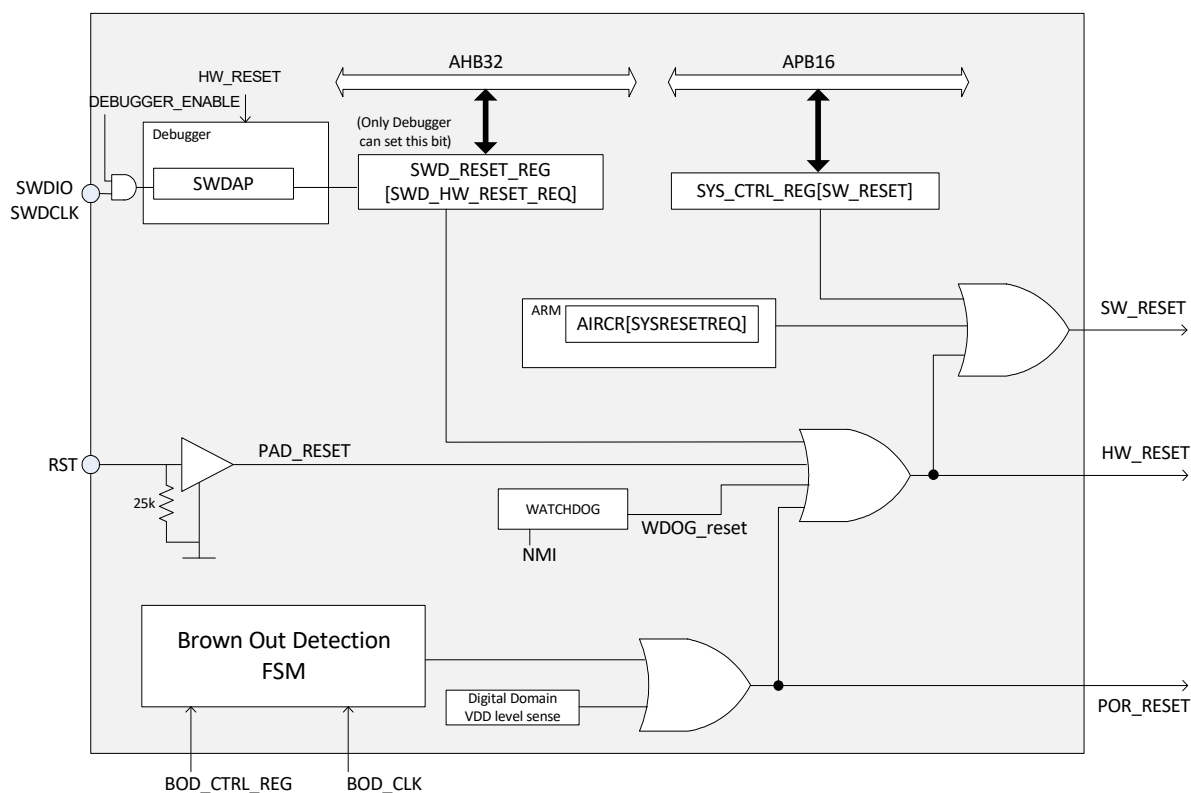 AHB32
APB16
HW_RESET
DEBUGGER_ENABLE
Debugger
(Only Debugger
can set this bit)
SWDAP
SWD_RESET_REG
[SWD_HW_RESET_REQ]
SYS_CTRL_REG[SW_RESET]
SWDIO
SWDCLK
ARM
AIRCR[SYSRESETREQ]
SW_RESET
RST
PAD_RESET
HW_RESET
25k
WATCHDOG
WDOG_reset
NMI
Brown Out Detection
FSM
Digital Domain
VDD level sense
POR_RESET
BOD_CTRL_REG
BOD_CLK